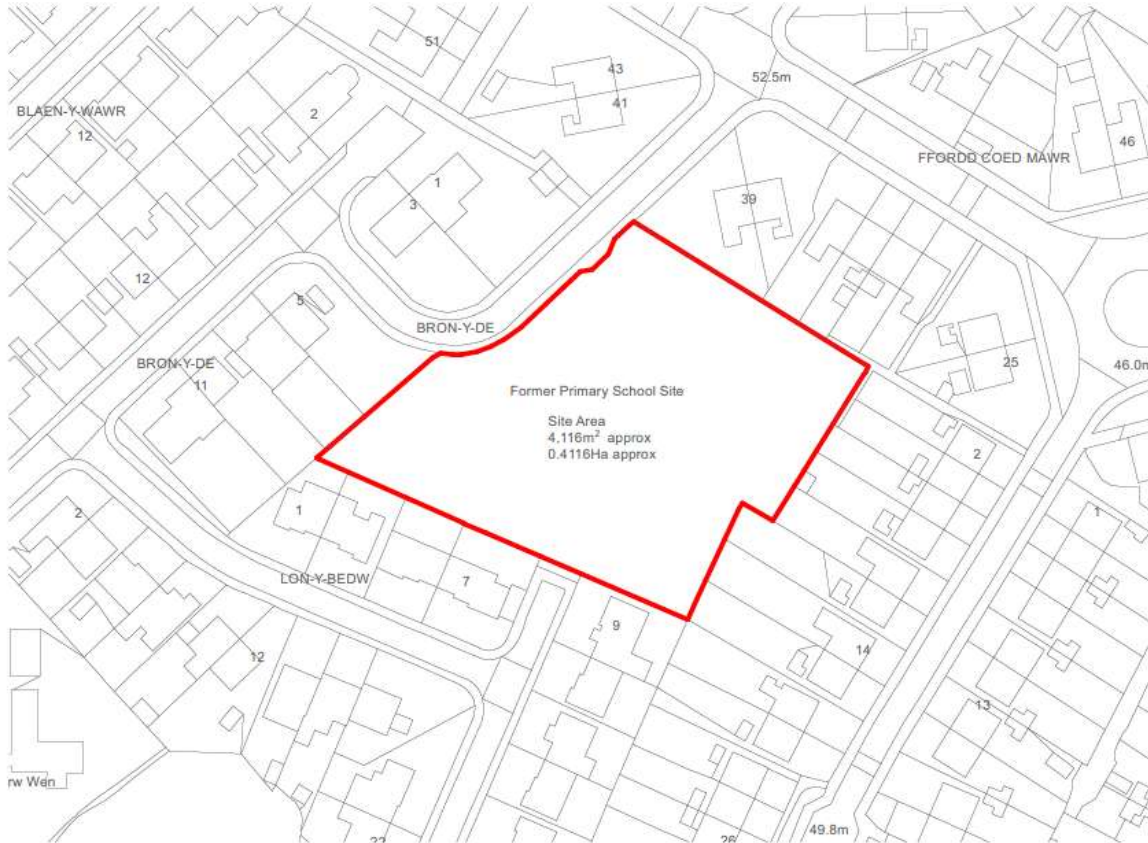 51
43
41
52.5m
BLAEN-Y-WAWR
12
2
FFORDD COED MAWR
46
1
3
39
12
5
BRON-Y-DE
BRON-Y-DE
11
25
46.0m
Former Primary School Site
Site Area
4,116m² approx
0.4116Ha approx
2
2
1
1
LON-Y-BEDW
7
9
14
12
13
rw Wen
22
26
49.8m